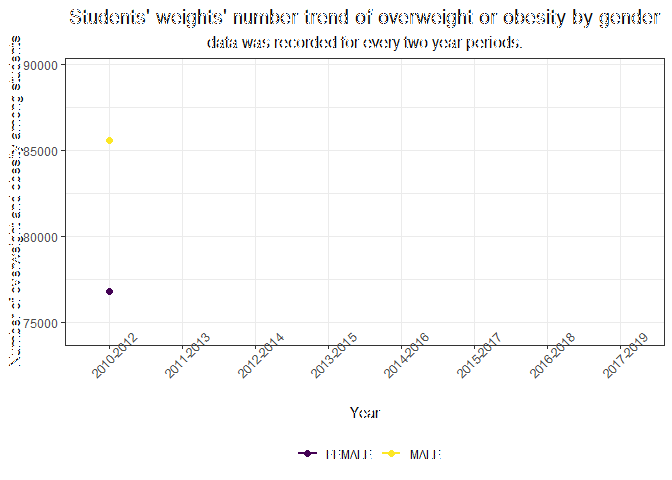 Students' weights' number trend of overweight or obesity by gender
data was recorded for every two year periods.
Number of overweight and obesity among students
90000
85000
80000
75000
2010-2012
2011-2013
2012-2014
2013-2015
2014-2016
2015-2017
2016-2018
2017-2019
Year
FEMALE MALE